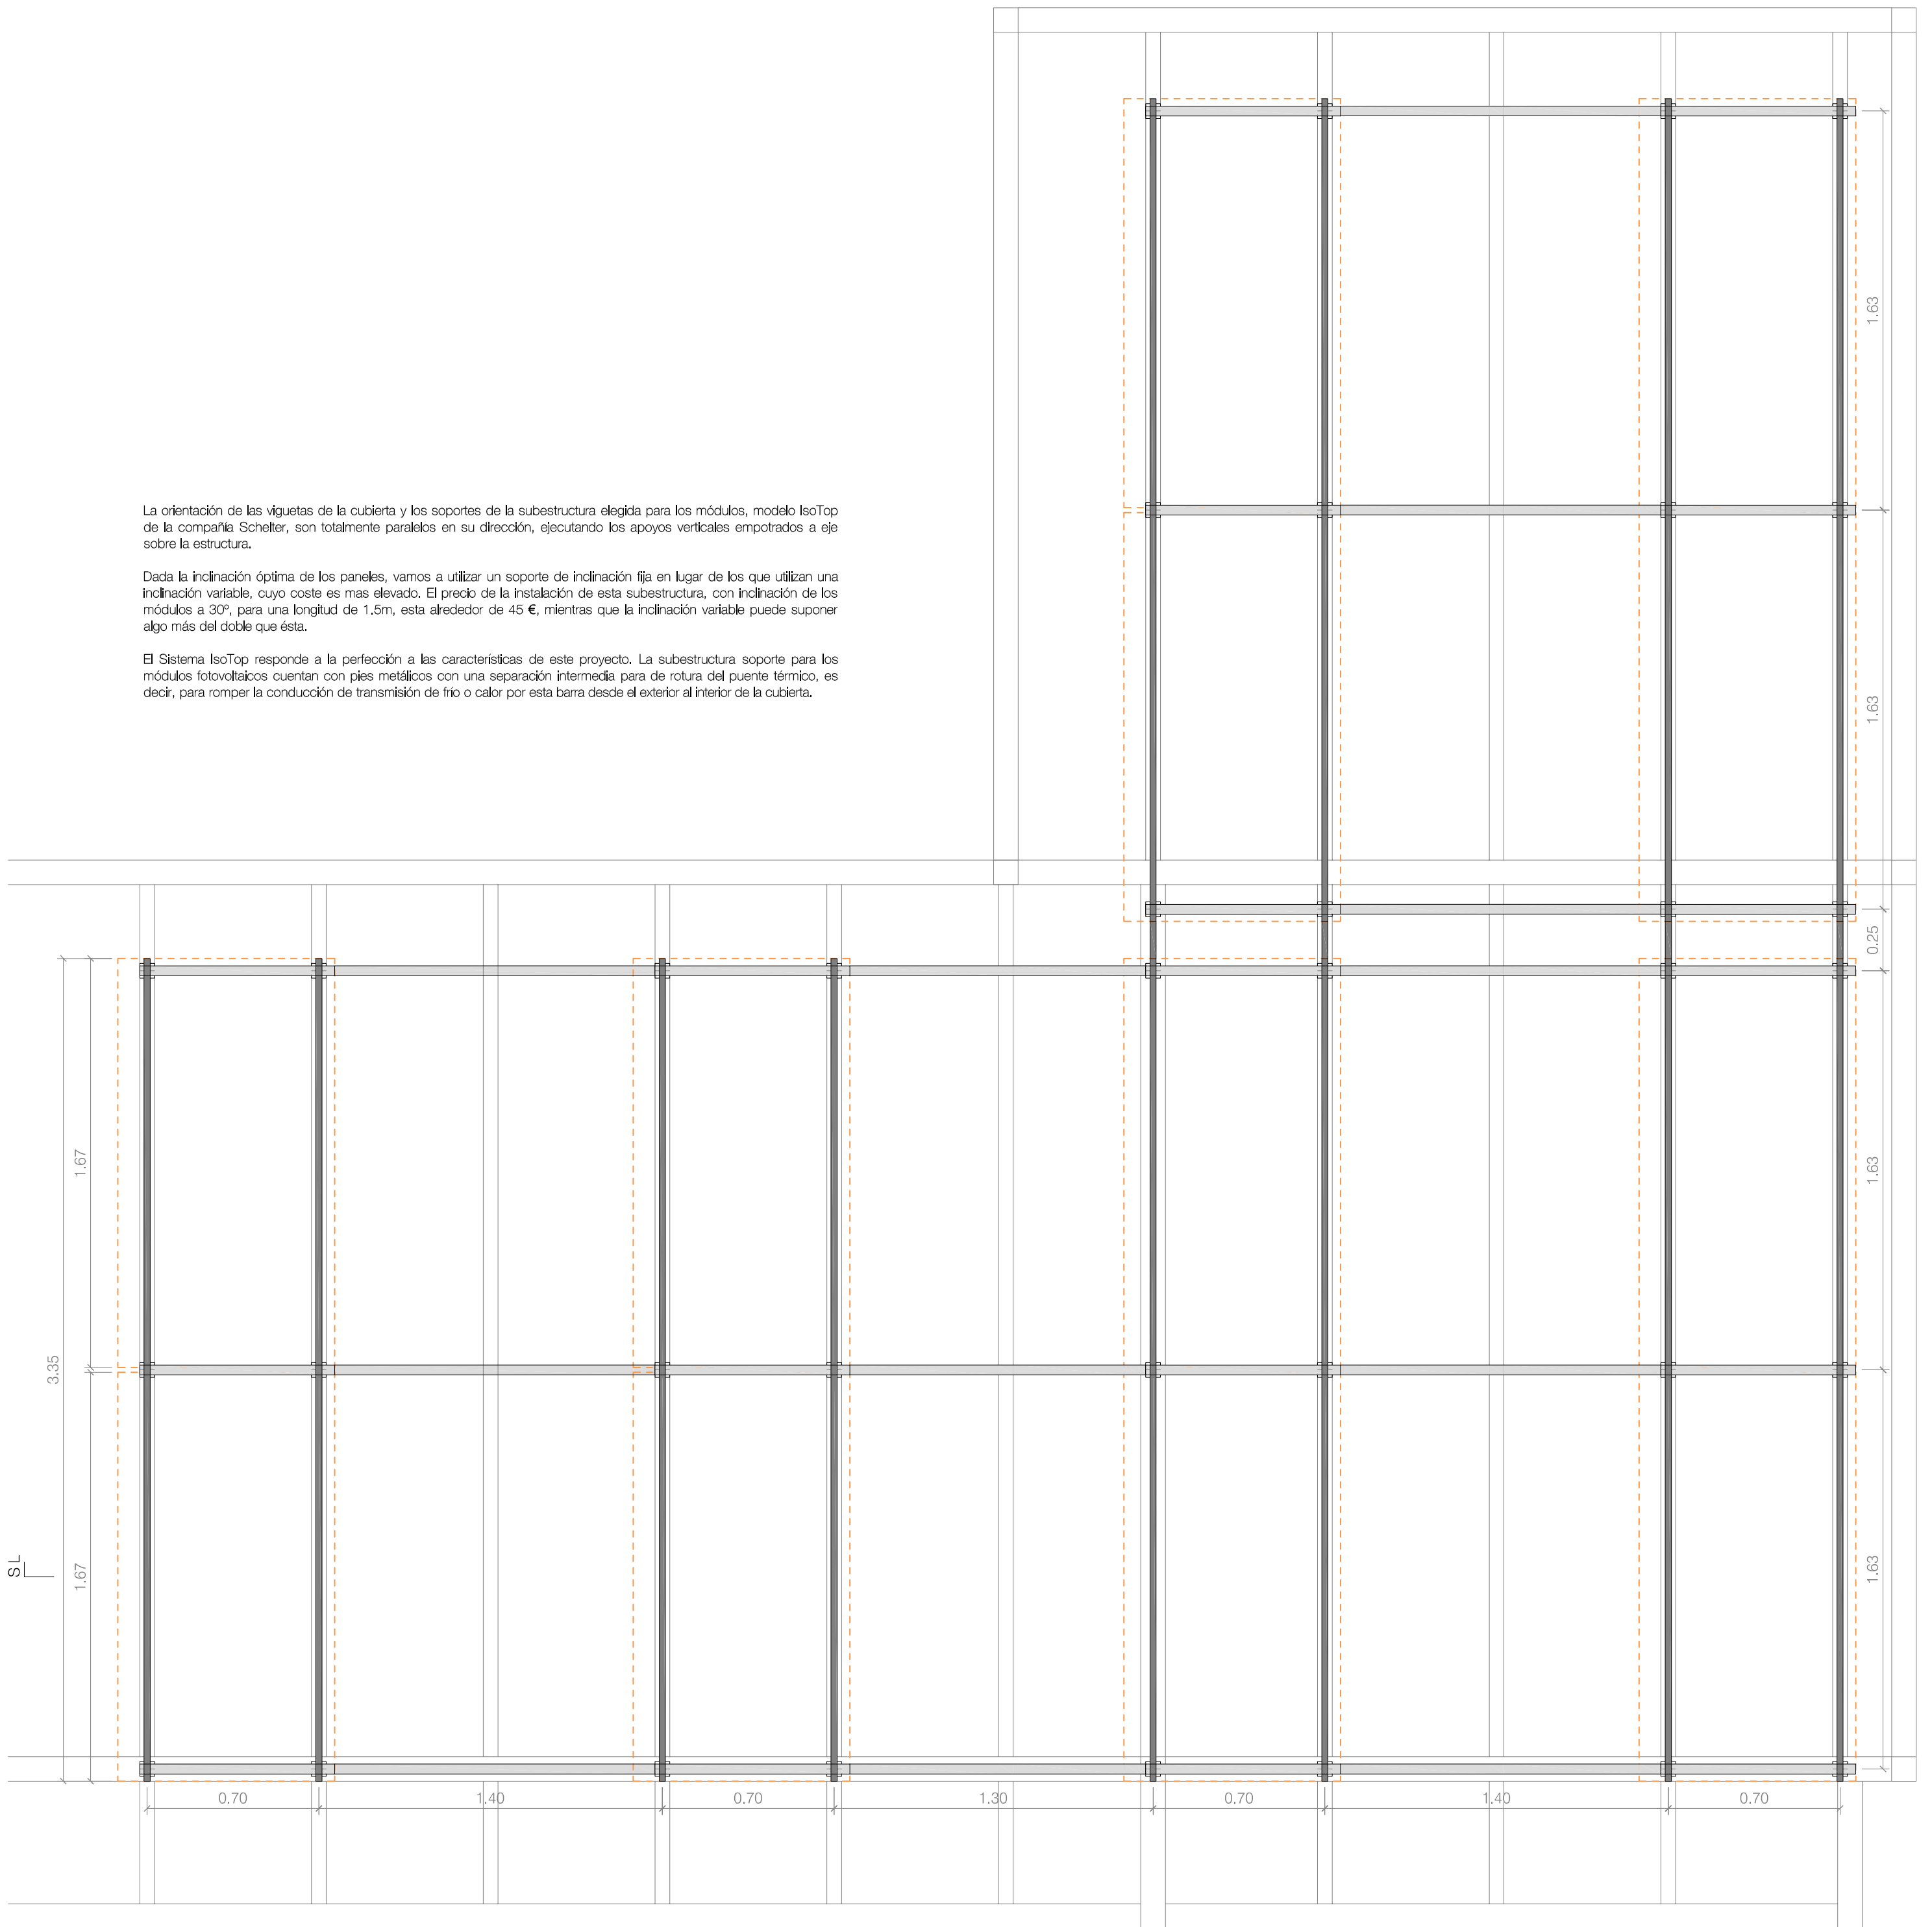 La orientación de las viguetas de la cubierta y los soportes de la subestructura elegida para los módulos, modelo IsoTop
de la compañía Schelter, son totalmente paralelos en su dirección, ejecutando los apoyos verticales empotrados a eje
sobre la estructura.
Dada la inclinación óptima de los paneles, vamos a utilizar un soporte de inclinación fija en lugar de los que utilizan una
inclinación variable, cuyo coste es mas elevado. El precio de la instalación de esta subestructura, con inclinación de los
módulos a 30º, para una longitud de 1.5m, esta alrededor de 45 €, mientras que la inclinación variable puede suponer
algo más del doble que ésta.
El Sistema IsoTop responde a la perfección a las características de este proyecto. La subestructura soporte para los
módulos fotovoltaicos cuentan con pies metálicos con una separación intermedia para de rotura del puente térmico, es
decir, para romper la conducción de transmisión de frío o calor por esta barra desde el exterior al interior de la cubierta.
1.63
1.63
0.25
1.63
1.63
1.67
3.35
1.67
SL
0.70
1.40
0.70
1.30
0.70
1.40
0.70